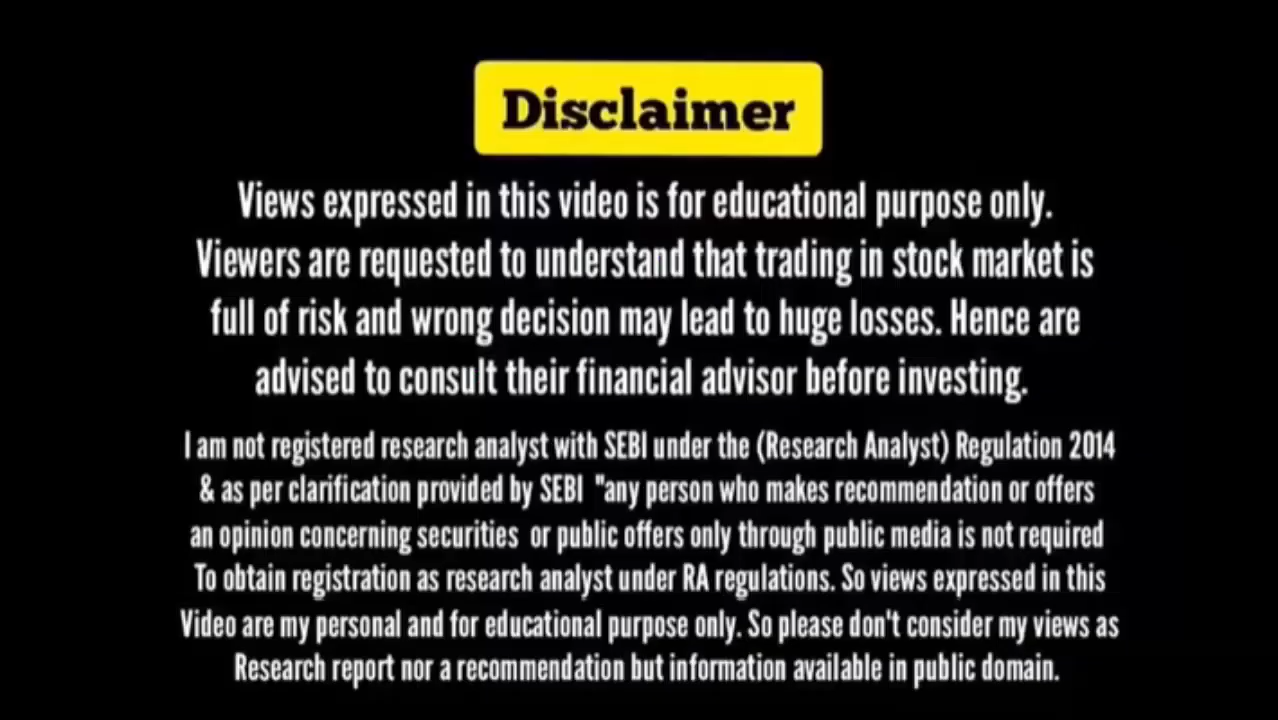 Disclaimer
Views expressed in this video is for educational purpose only.
Viewers are requested to understand that trading in stock market is
full of risk and wrong decision may lead to huge losses. Hence are
advised to consult their financial advisor before investing.
I am not registered research analyst with SEBI under the (Research Analyst) Regulation 2014
& as per clarification provided by SEBI "any person who makes recommendation or offers
an opinion concerning securities or public offers only through public media is not required
To obtain registration as research analyst under RA regulations. So views expressed in this
Video are my personal and for educational purpose only. So please don't consider my views as
Research report nor a recommendation but information available in public domain.